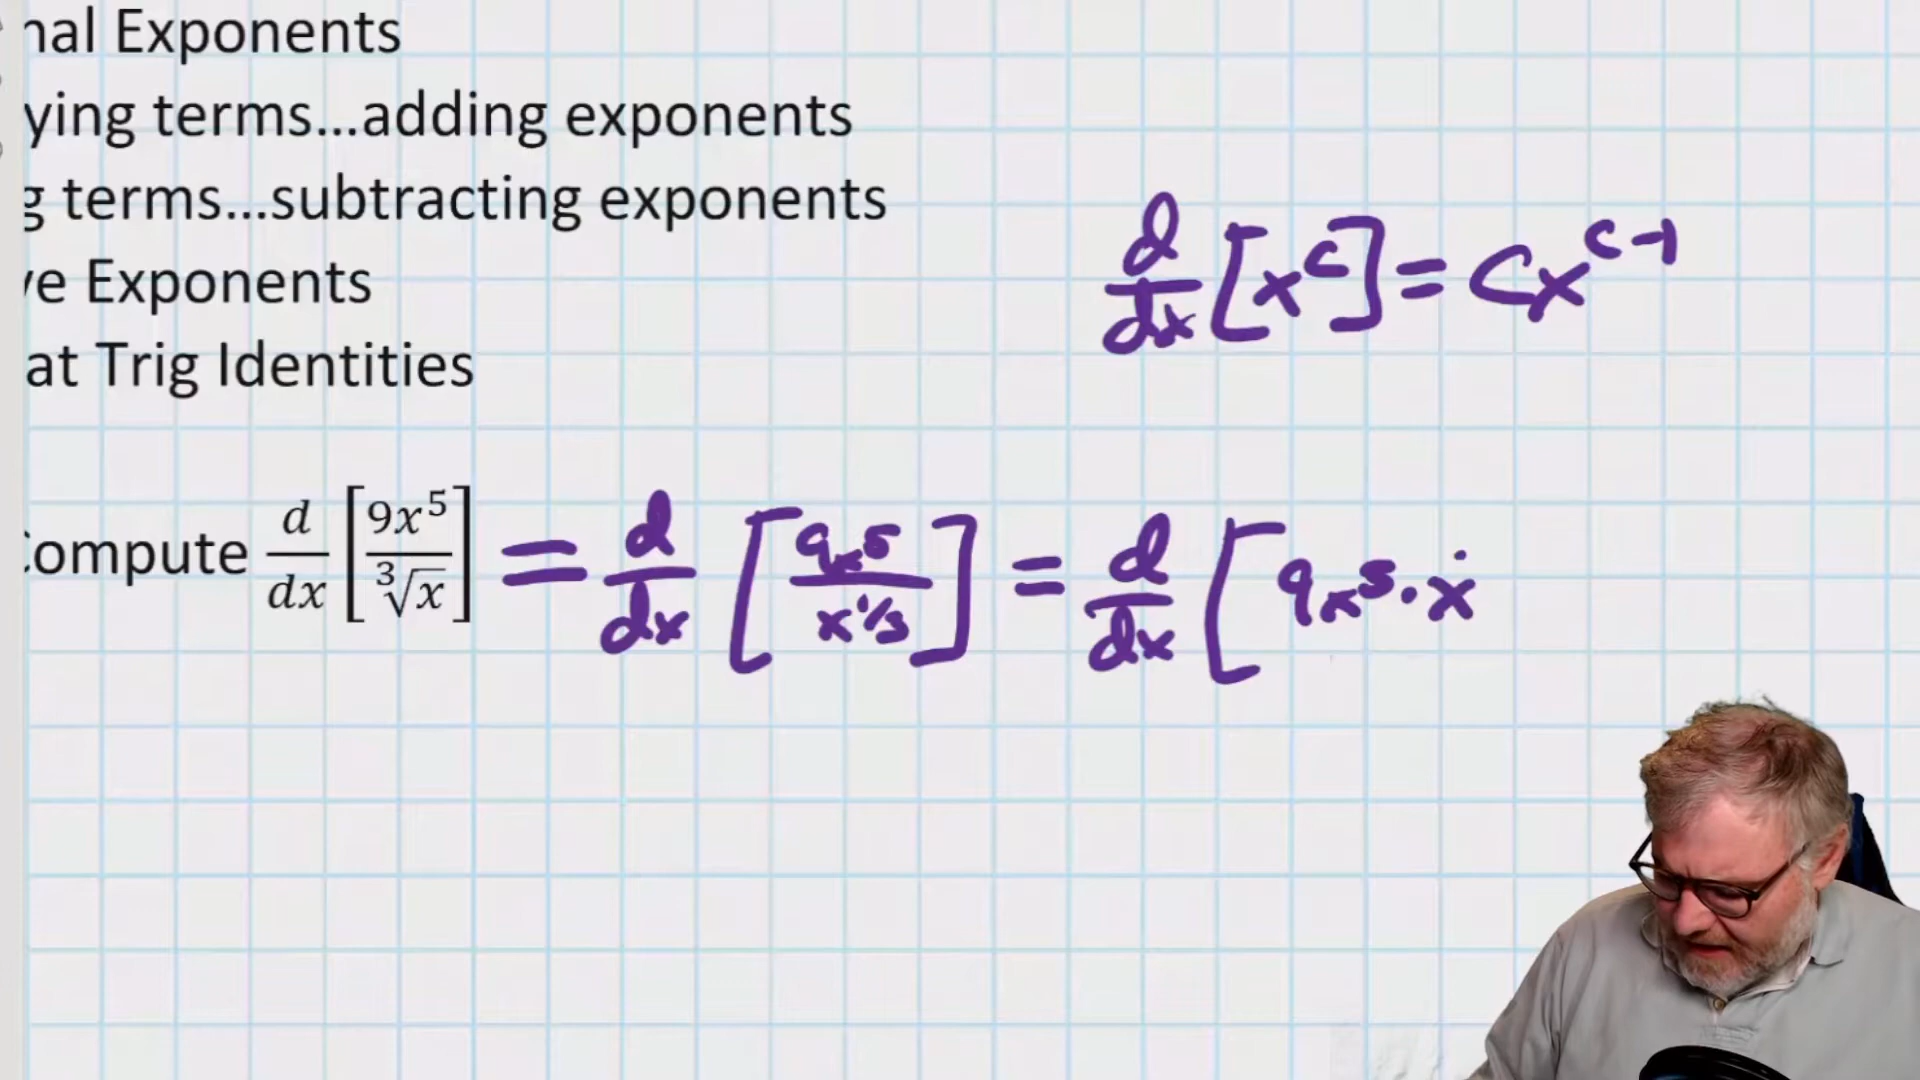 nal Exponents
ying terms...adding exponents
g terms...subtracting exponents
ve Exponents
at Trig Identities
d/dx [x^c] = cx^(c-1)
Compute d/dx [9x^5/∛x] = d/dx [9x^5/x^(1/3)] = d/dx [9x^5 · x